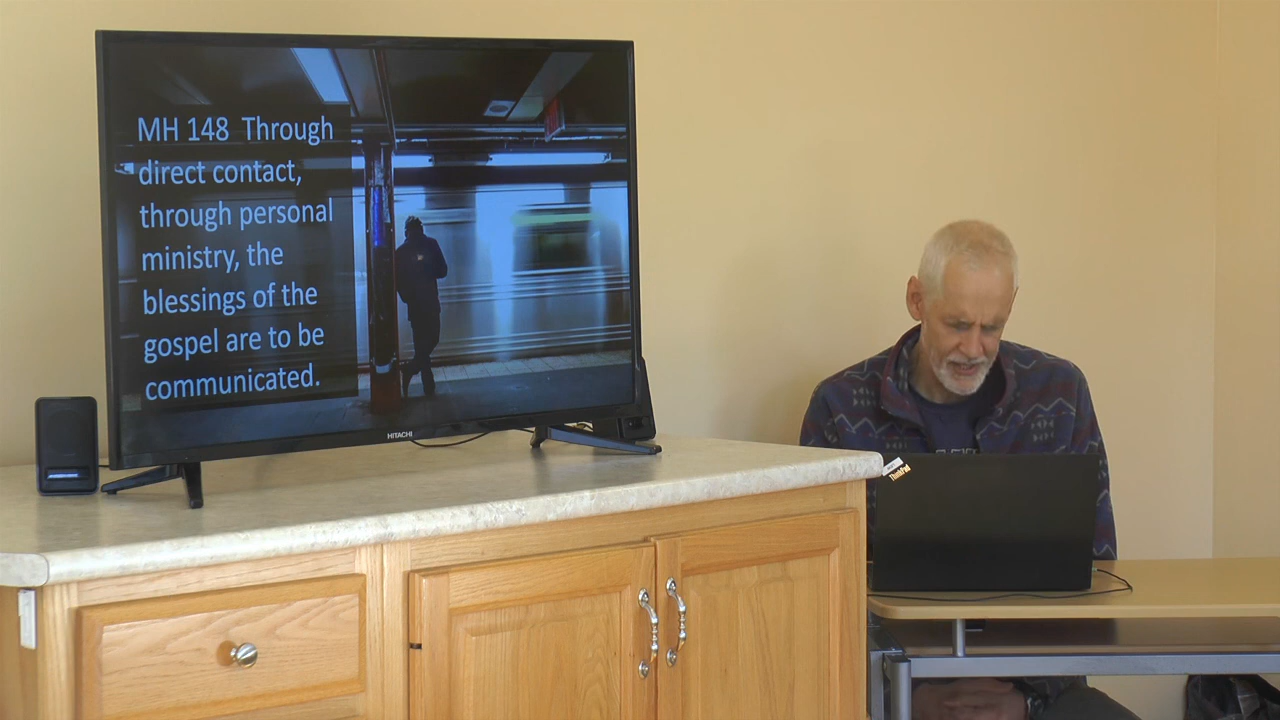 MH 148 Through
direct contact,
through personal
ministry, the
blessings of the
gospel are to be
communicated.
HITACHI
ThinkPad